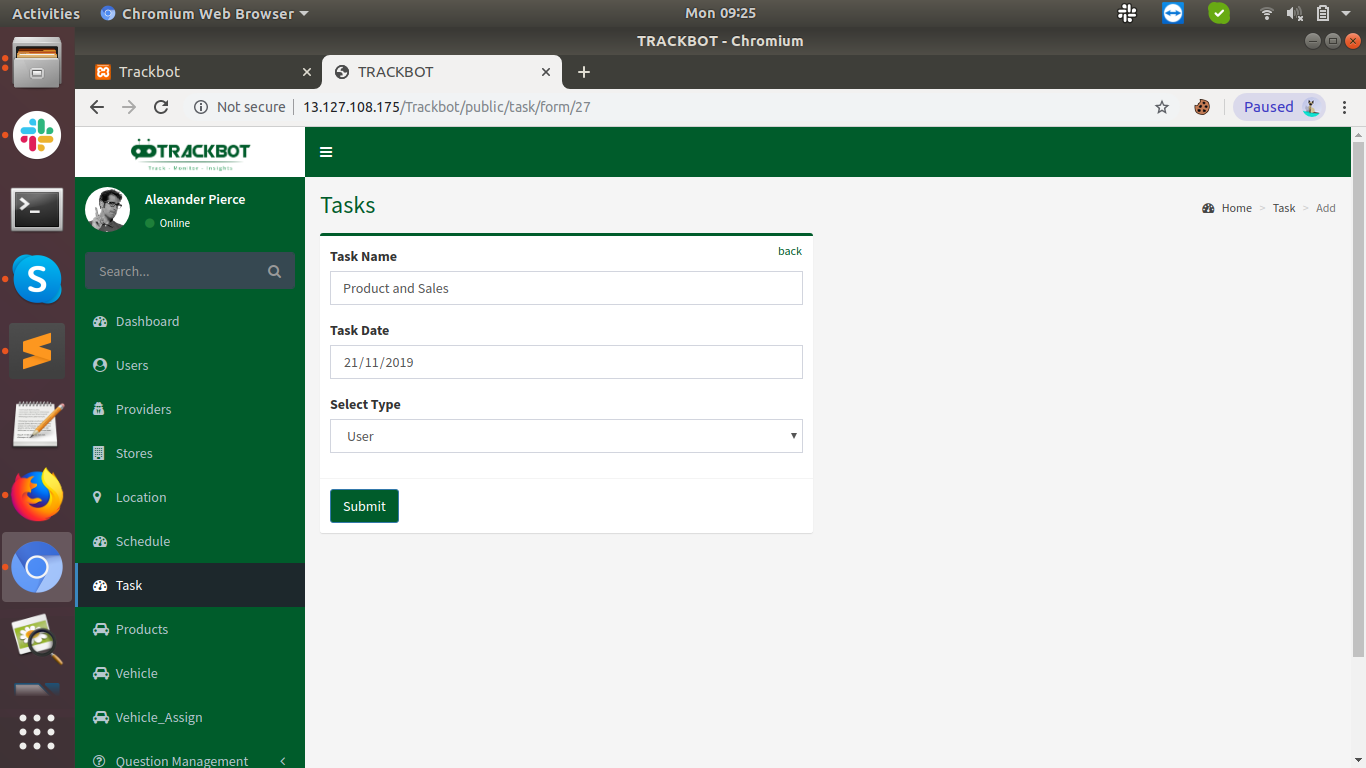 Activities Chromium Web Browser Mon 09:25
TRACKBOT - Chromium
Trackbot TRACKBOT
Not secure 13.127.108.175/Trackbot/public/task/form/27 Paused
TRACKBOT
Track - Monitor - Insights
Alexander Pierce
Online
Search...
Dashboard
Users
Providers
Stores
Location
Schedule
Task
Products
Vehicle
Vehicle_Assign
Question Management
Tasks
Home > Task > Add
back
Task Name
Product and Sales
Task Date
21/11/2019
Select Type
User
Submit